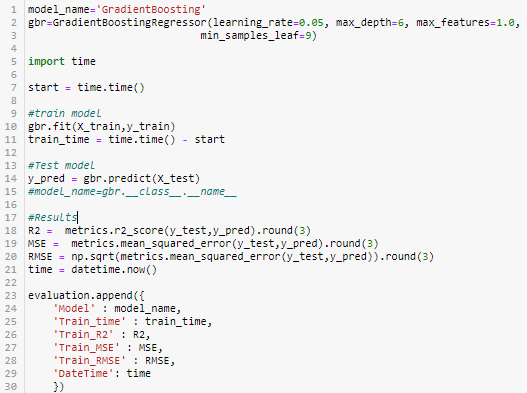 1 model_name='GradientBoosting'
2 gbr=GradientBoostingRegressor(learning_rate=0.05, max_depth=6, max_features=1.0,
3 min_samples_leaf=9)
4
5 import time
6
7 start = time.time()
8
9 #train model
10 gbr.fit(X_train,y_train)
11 train_time = time.time() - start
12
13 #Test model
14 y_pred = gbr.predict(X_test)
15 #model_name=gbr.__class__.__name__
16
17 #Results
18 R2 =  metrics.r2_score(y_test,y_pred).round(3)
19 MSE =  metrics.mean_squared_error(y_test,y_pred).round(3)
20 RMSE = np.sqrt(metrics.mean_squared_error(y_test,y_pred)).round(3)
21 time = datetime.now()
22
23 evaluation.append({
24 'Model' : model_name,
25 'Train_time' : train_time,
26 'Train_R2' : R2,
27 'Train_MSE' : MSE,
28 'Train_RMSE' : RMSE,
29 'DateTime': time
30 })